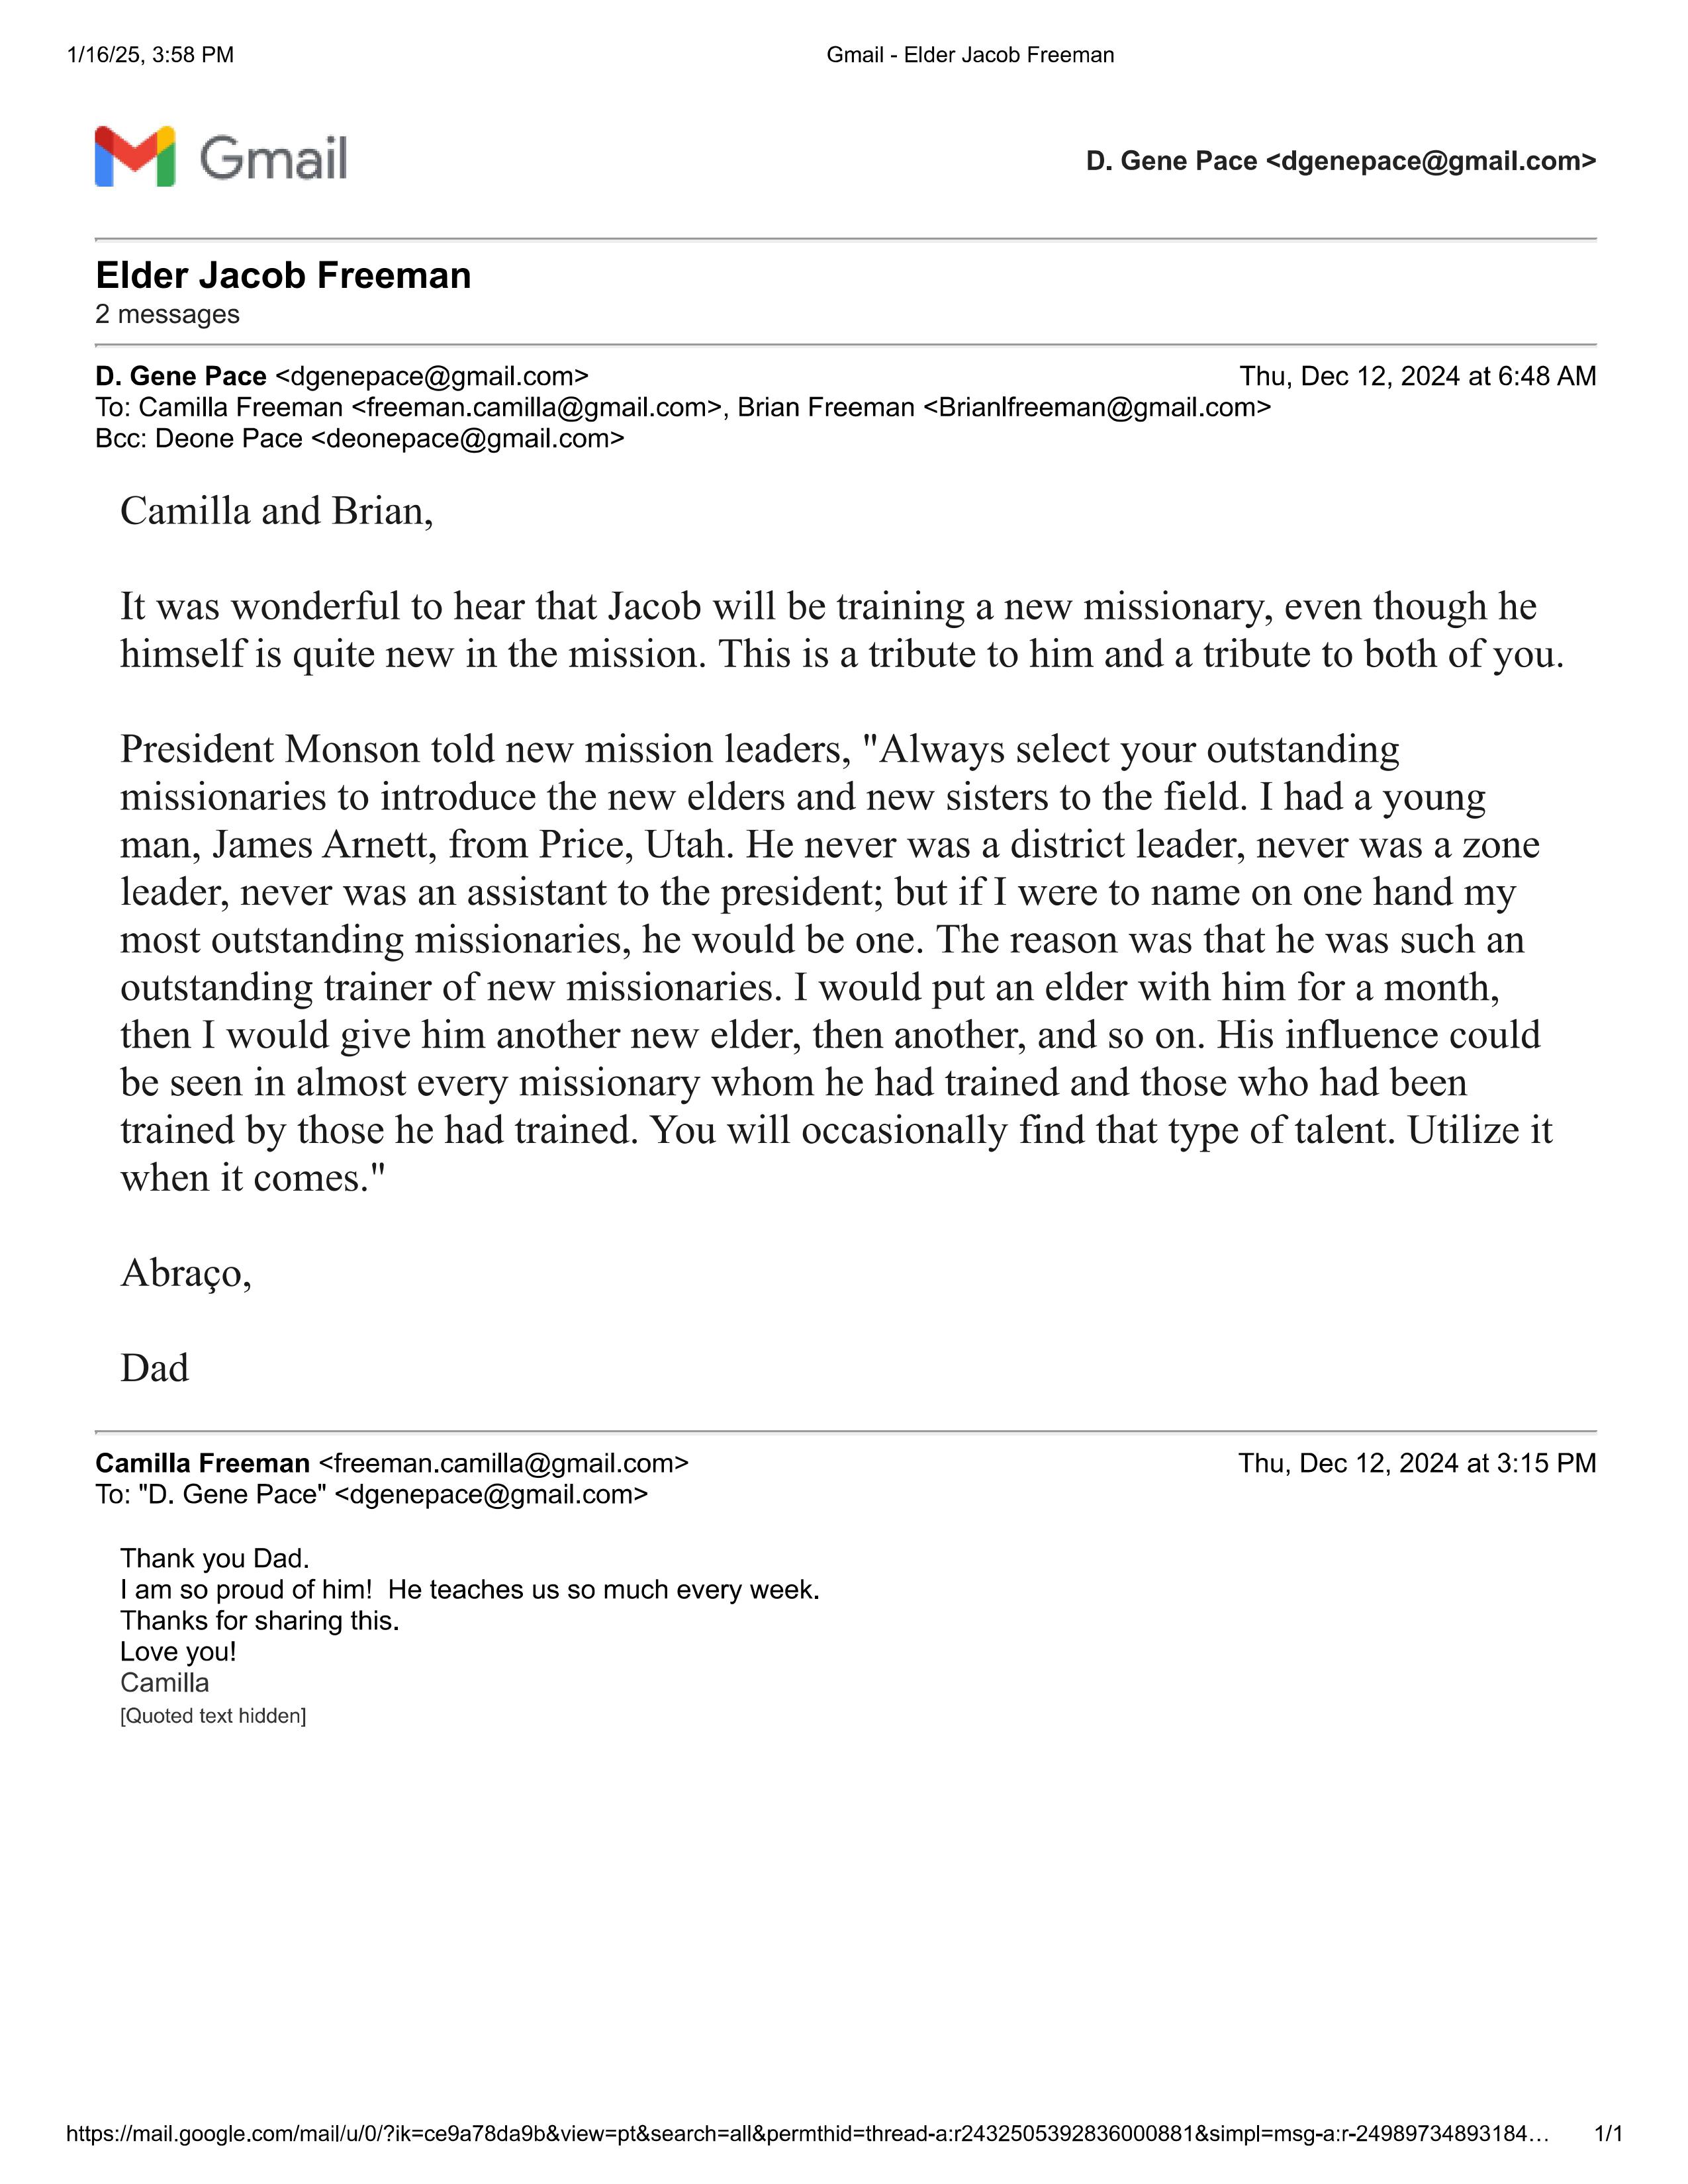 1/16/25, 3:58 PM
Gmail - Elder Jacob Freeman
Gmail
D. Gene Pace <dgenepace@gmail.com>
Elder Jacob Freeman
2 messages
D. Gene Pace <dgenepace@gmail.com>
Thu, Dec 12, 2024 at 6:48 AM
To: Camilla Freeman <freeman.camilla@gmail.com>, Brian Freeman <Brianlfreeman@gmail.com>
Bcc: Deone Pace <deonepace@gmail.com>
Camilla and Brian,
It was wonderful to hear that Jacob will be training a new missionary, even though he
himself is quite new in the mission. This is a tribute to him and a tribute to both of you.
President Monson told new mission leaders, "Always select your outstanding
missionaries to introduce the new elders and new sisters to the field. I had a young
man, James Arnett, from Price, Utah. He never was a district leader, never was a zone
leader, never was an assistant to the president; but if I were to name on one hand my
most outstanding missionaries, he would be one. The reason was that he was such an
outstanding trainer of new missionaries. I would put an elder with him for a month,
then I would give him another new elder, then another, and so on. His influence could
be seen in almost every missionary whom he had trained and those who had been
trained by those he had trained. You will occasionally find that type of talent. Utilize it
when it comes."
Abraço,
Dad
Camilla Freeman <freeman.camilla@gmail.com>
Thu, Dec 12, 2024 at 3:15 PM
To: "D. Gene Pace" <dgenepace@gmail.com>
Thank you Dad.
I am so proud of him!  He teaches us so much every week.
Thanks for sharing this.
Love you!
Camilla
[Quoted text hidden]
https://mail.google.com/mail/u/0/?ik=ce9a78da9b&view=pt&search=all&permthid=thread-a:r2432505392836000881&simpl=msg-a:r-24989734893184…
1/1